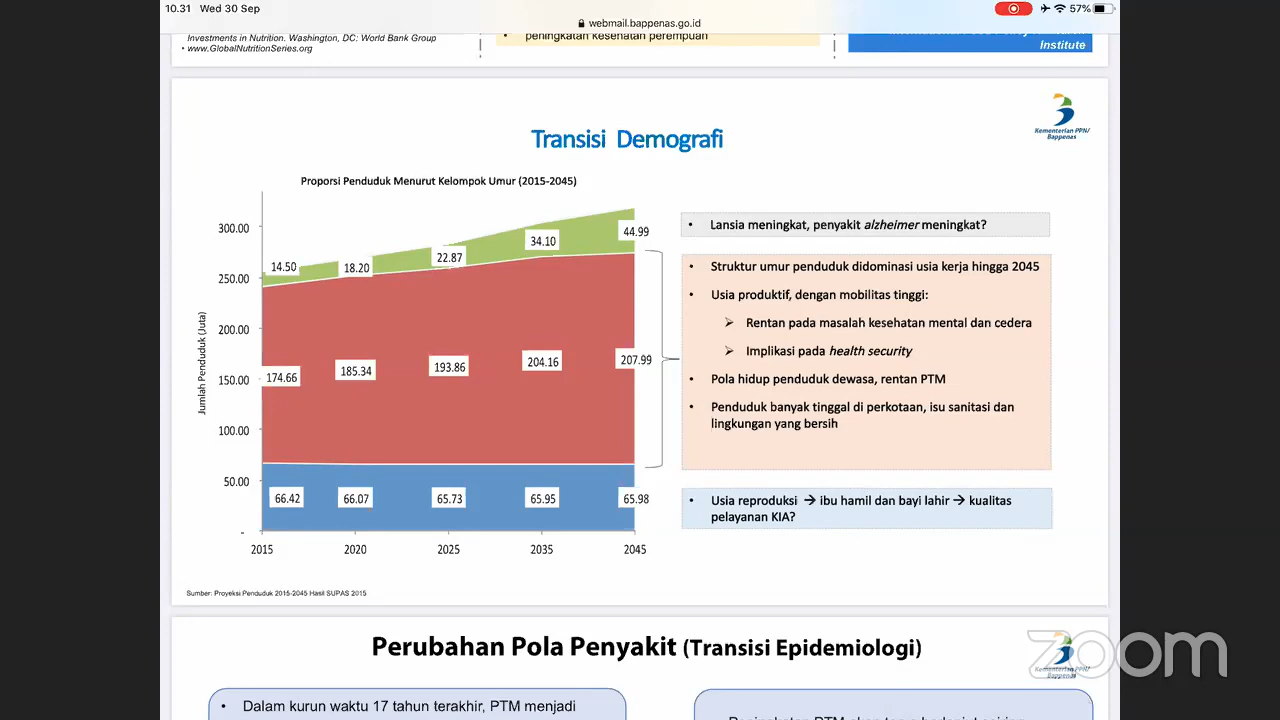 10.31 Wed 30 Sep
57%
webmail.bappenas.go.id
Investments in Nutrition. Washington, DC: World Bank Group
• www.GlobalNutritionSeries.org
• peningkatan kesehatan perempuan
Institute
Transisi Demografi
Kementerian PPN/
Bappenas
Proporsi Penduduk Menurut Kelompok Umur (2015-2045)
Jumlah Penduduk (Juta)
300.00
250.00
200.00
150.00
100.00
50.00
-
14.50
18.20
22.87
34.10
44.99
174.66
185.34
193.86
204.16
207.99
66.42
66.07
65.73
65.95
65.98
2015
2020
2025
2035
2045
• Lansia meningkat, penyakit alzheimer meningkat?
• Struktur umur penduduk didominasi usia kerja hingga 2045
• Usia produktif, dengan mobilitas tinggi:
➢ Rentan pada masalah kesehatan mental dan cedera
➢ Implikasi pada health security
• Pola hidup penduduk dewasa, rentan PTM
• Penduduk banyak tinggal di perkotaan, isu sanitasi dan
lingkungan yang bersih
• Usia reproduksi → ibu hamil dan bayi lahir → kualitas
pelayanan KIA?
Sumber: Proyeksi Penduduk 2015-2045 Hasil SUPAS 2015
Perubahan Pola Penyakit (Transisi Epidemiologi)
Kementerian PPN/
Bappenas
zoom
• Dalam kurun waktu 17 tahun terakhir, PTM menjadi